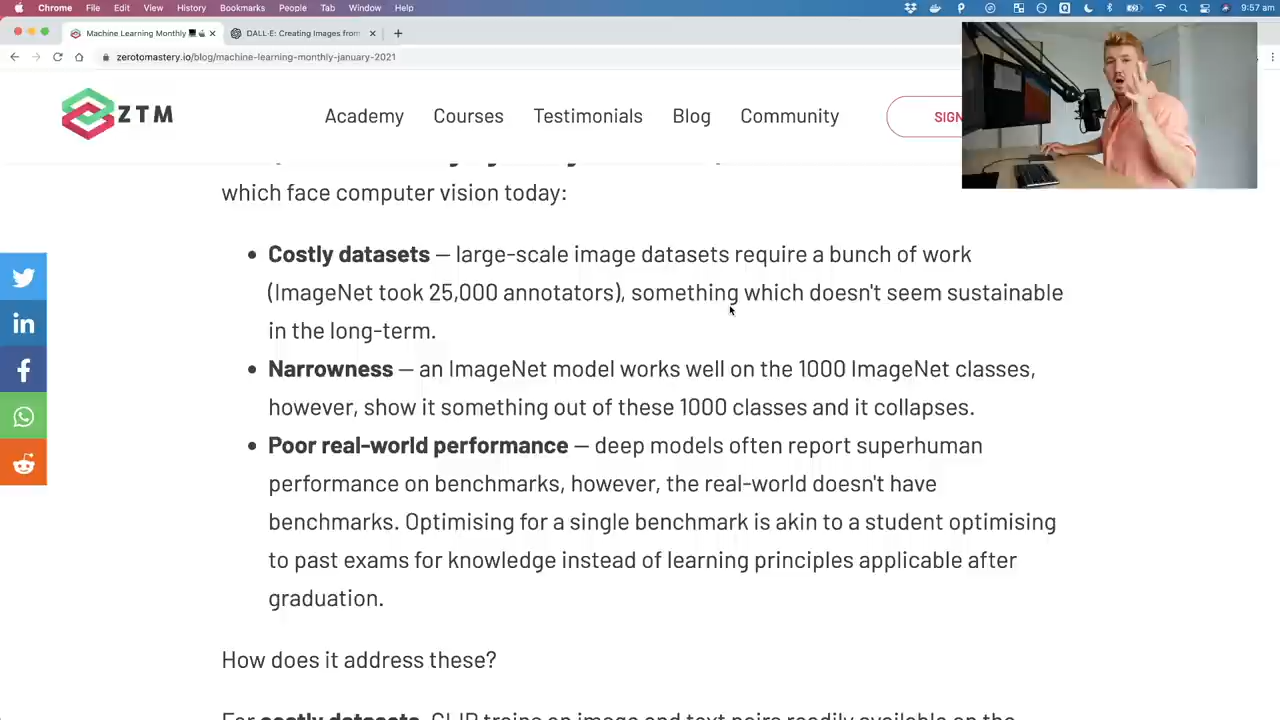 Chrome File Edit View History Bookmarks People Tab Window Help 9:57 am
Machine Learning Monthly DALL·E: Creating Images from
zerotomastery.io/blog/machine-learning-monthly-january-2021
ZTM Academy Courses Testimonials Blog Community SIGN
which face computer vision today:
• Costly datasets — large-scale image datasets require a bunch of work
(ImageNet took 25,000 annotators), something which doesn't seem sustainable
in the long-term.
• Narrowness — an ImageNet model works well on the 1000 ImageNet classes,
however, show it something out of these 1000 classes and it collapses.
• Poor real-world performance — deep models often report superhuman
performance on benchmarks, however, the real-world doesn't have
benchmarks. Optimising for a single benchmark is akin to a student optimising
to past exams for knowledge instead of learning principles applicable after
graduation.
How does it address these?
For costly datasets, CLIP trains on image and text pairs readily available on the